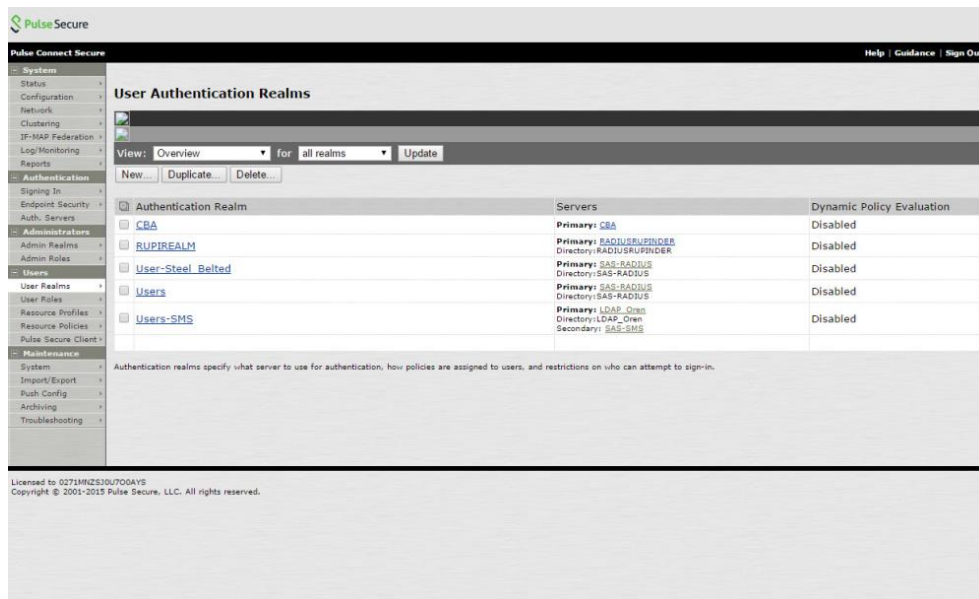 Pulse Secure
Pulse Connect Secure
Help | Guidance | Sign Ou
System
Status
Configuration
Network
Clustering
IF-MAP Federation
Log/Monitoring
Reports
Authentication
Signing In
Endpoint Security
Auth. Servers
Administrators
Admin Realms
Admin Roles
Users
User Realms
User Roles
Resource Profiles
Resource Policies
Pulse Secure Client
Maintenance
System
Import/Export
Push Config
Archiving
Troubleshooting
User Authentication Realms
View: Overview for all realms Update
New... Duplicate... Delete...
Authentication Realm Servers Dynamic Policy Evaluation
CBA Primary: CBA Disabled
RUPIREALM Primary: RADIUSRUPINDER Disabled
Directory:RADIUSRUPINDER
User-Steel_Belted Primary: SAS-RADIUS Disabled
Directory:SAS-RADIUS
Users Primary: SAS-RADIUS Disabled
Directory:SAS-RADIUS
Users-SMS Primary: LDAP_Oren Disabled
Directory:LDAP_Oren
Secondary: SAS-SMS
Authentication realms specify what server to use for authentication, how policies are assigned to users, and restrictions on who can attempt to sign-in.
Licensed to 0271MNZSJ0U7O0AYS
Copyright © 2001-2015 Pulse Secure, LLC. All rights reserved.